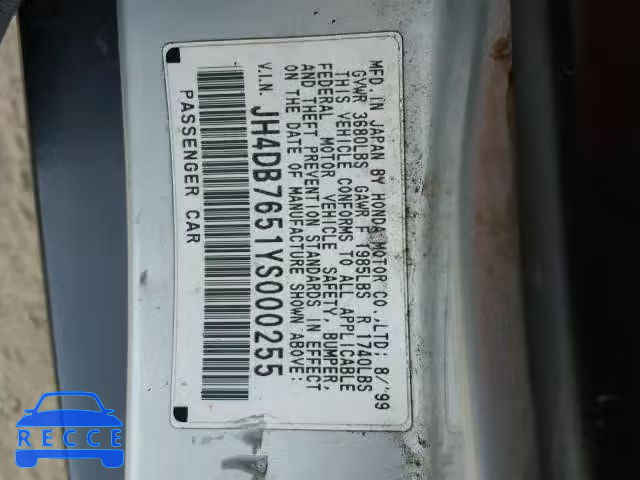 MFD. IN JAPAN BY HONDA MOTOR CO.,LTD; 8/'99
GVWR 3680LBS GAWR F 1985LBS R 1740LBS
THIS VEHICLE CONFORMS TO ALL APPLICABLE
FEDERAL MOTOR VEHICLE SAFETY, BUMPER,
AND THEFT PREVENTION STANDARDS IN EFFECT
ON THE DATE OF MANUFACTURE SHOWN ABOVE;
V.I.N. JH4DB7651YS000255
PASSENGER CAR
RECCE